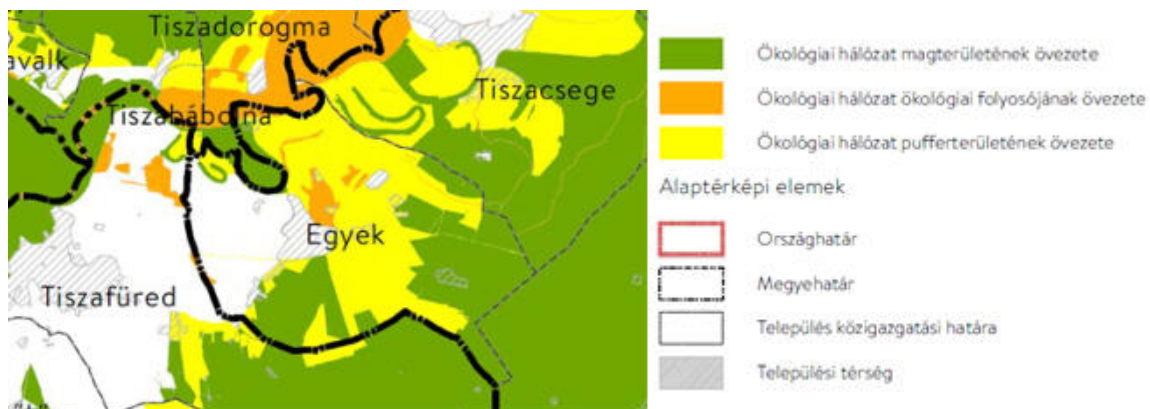 Tiszadorogma
avalk
Tiszacsege
Tiszabábolna
Egyek
Tiszafüred
Ökológiai hálózat magterületének övezete
Ökológiai hálózat ökológiai folyosójának övezete
Ökológiai hálózat pufferterületének övezete
Alaptérképi elemek
Országhatár
Megyehatár
Település közigazgatási határa
Települési térség